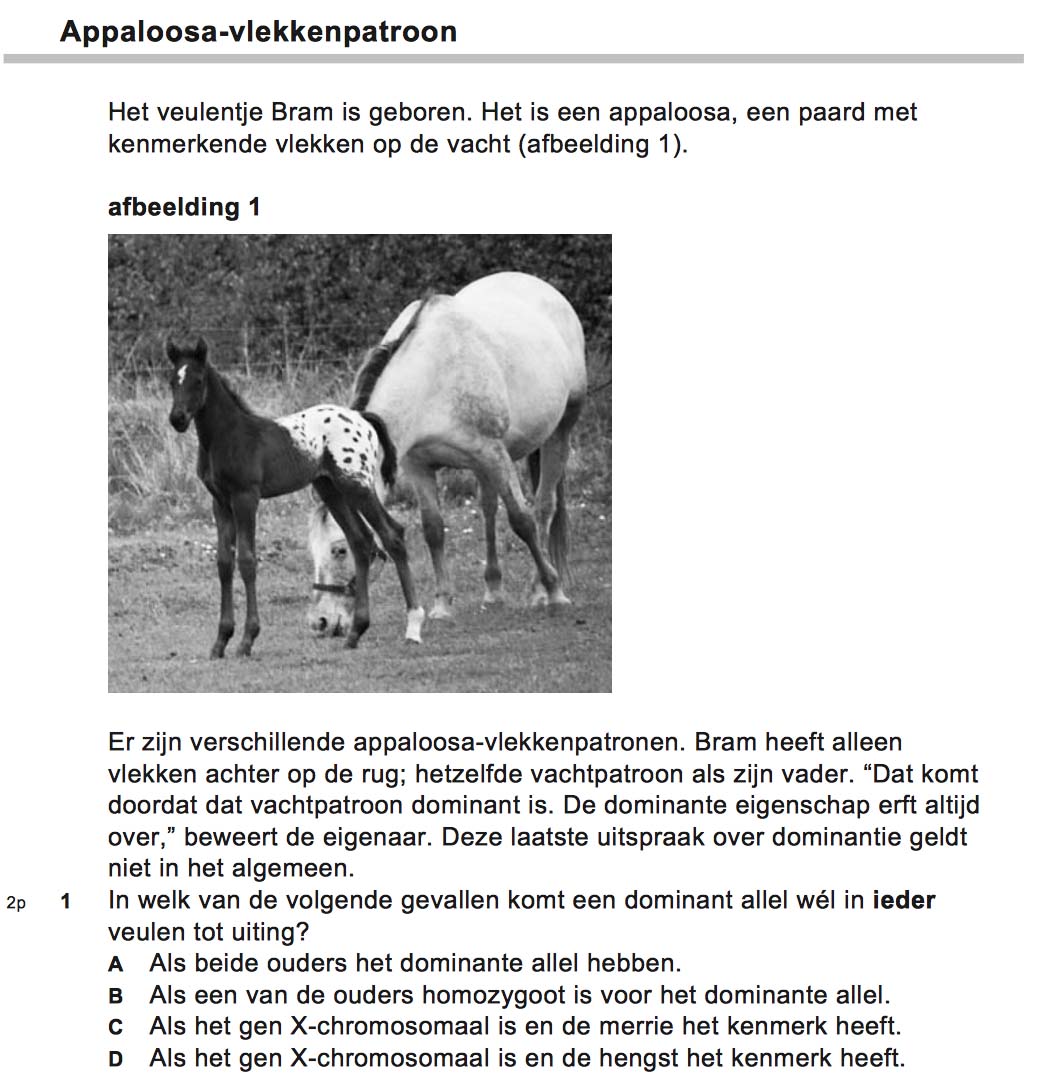 Appaloosa-vlekkenpatroon
Het veulentje Bram is geboren. Het is een appaloosa, een paard met
kenmerkende vlekken op de vacht (afbeelding 1).
afbeelding 1
Er zijn verschillende appaloosa-vlekkenpatronen. Bram heeft alleen
vlekken achter op de rug; hetzelfde vachtpatroon als zijn vader. “Dat komt
doordat dat vachtpatroon dominant is. De dominante eigenschap erft altijd
over,” beweert de eigenaar. Deze laatste uitspraak over dominantie geldt
niet in het algemeen.
2p 1 In welk van de volgende gevallen komt een dominant allel wél in ieder
veulen tot uiting?
A Als beide ouders het dominante allel hebben.
B Als een van de ouders homozygoot is voor het dominante allel.
C Als het gen X-chromosomaal is en de merrie het kenmerk heeft.
D Als het gen X-chromosomaal is en de hengst het kenmerk heeft.